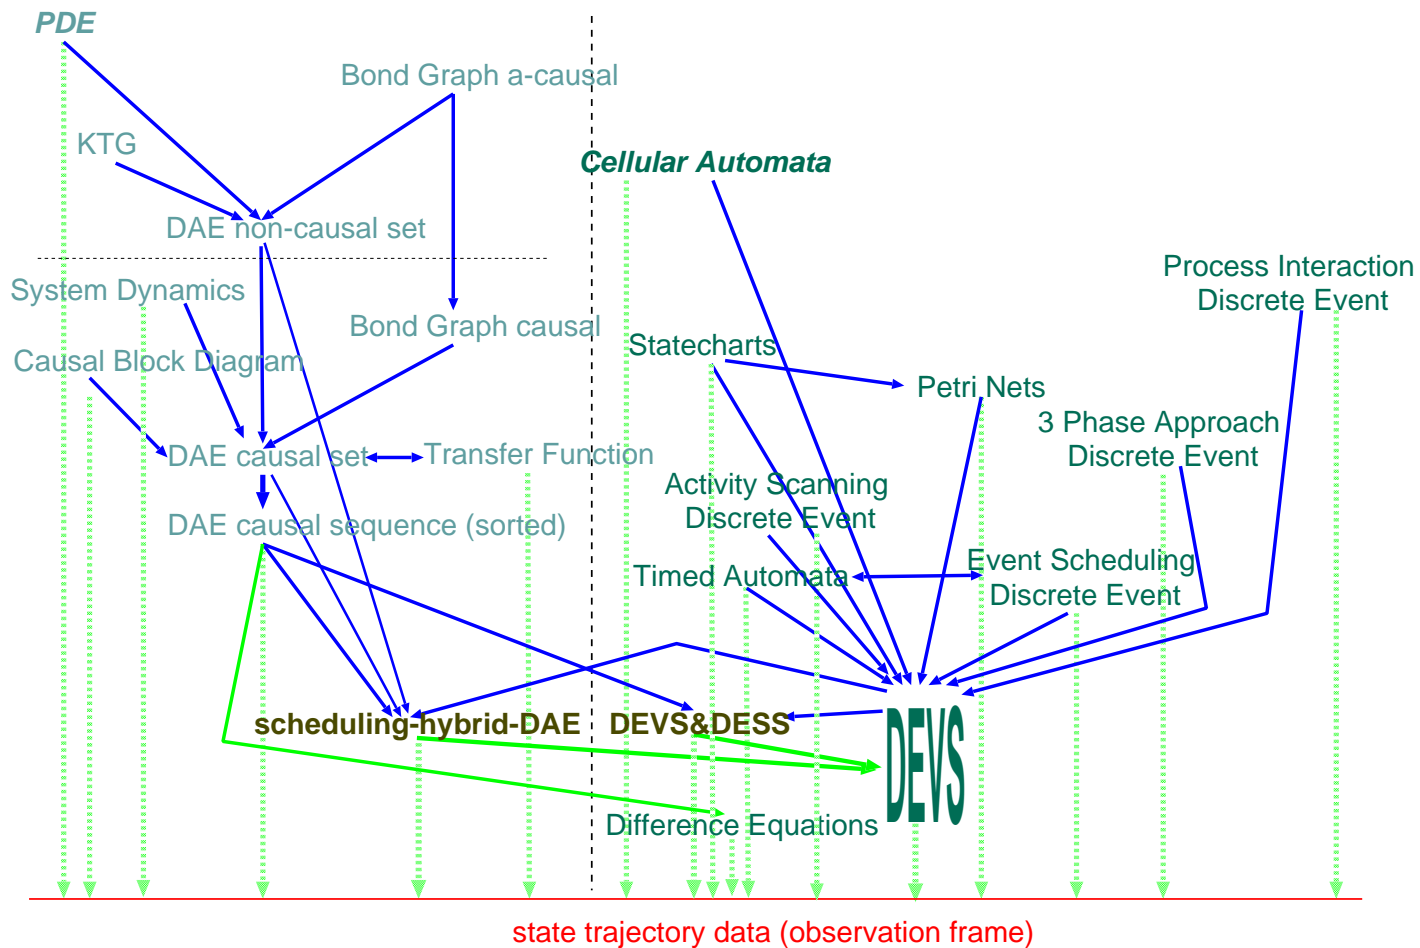 PDE
Bond Graph a-causal
KTG
Cellular Automata
DAE non-causal set
Process Interaction
Discrete Event
System Dynamics
Bond Graph causal
Statecharts
Causal Block Diagram
Petri Nets
3 Phase Approach
Discrete Event
DAE causal set
Transfer Function
Activity Scanning
Discrete Event
DAE causal sequence (sorted)
Timed Automata
Event Scheduling
Discrete Event
scheduling-hybrid-DAE
DEVS&DESS
DEVS
Difference Equations
state trajectory data (observation frame)